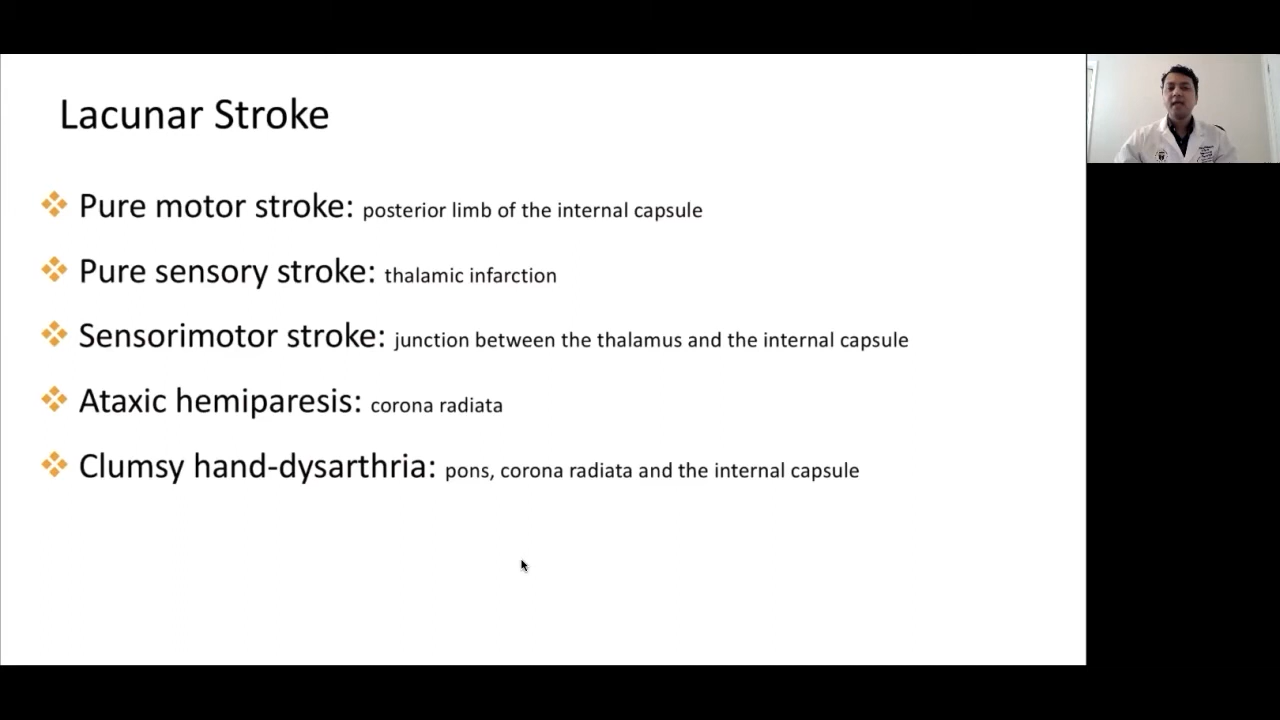 Lacunar Stroke
❖ Pure motor stroke: posterior limb of the internal capsule
❖ Pure sensory stroke: thalamic infarction
❖ Sensorimotor stroke: junction between the thalamus and the internal capsule
❖ Ataxic hemiparesis: corona radiata
❖ Clumsy hand-dysarthria: pons, corona radiata and the internal capsule